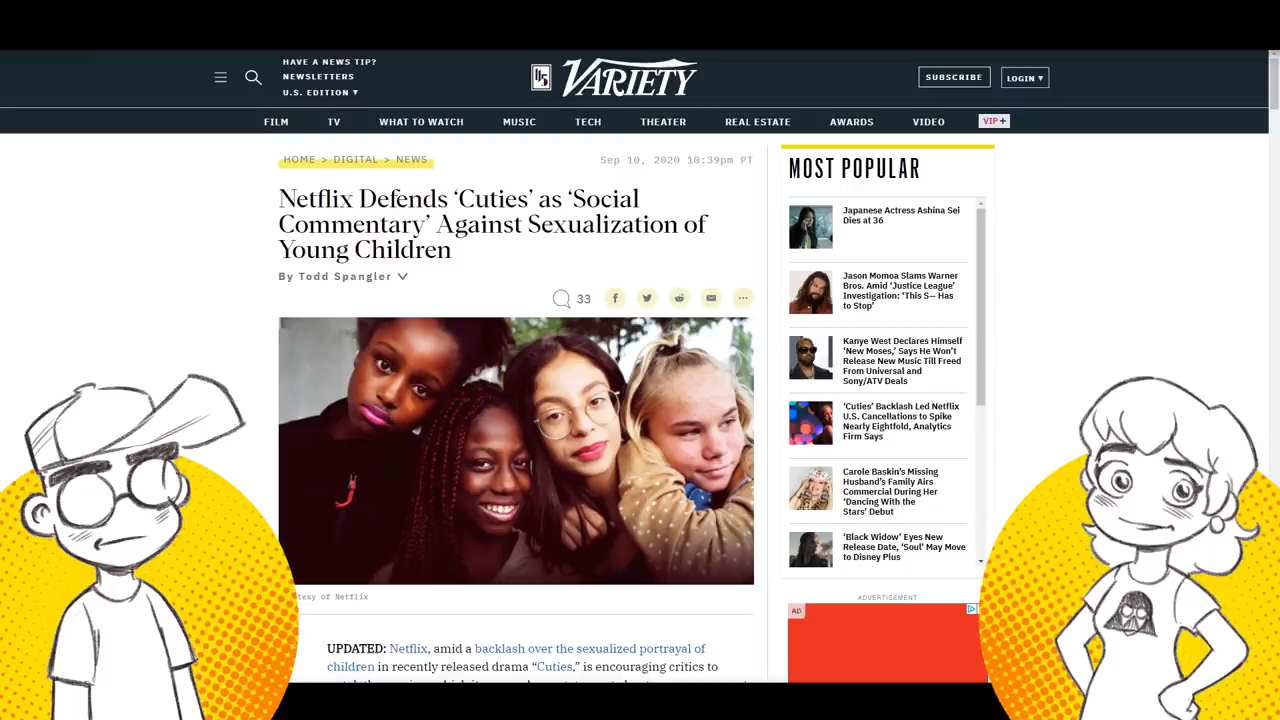 HAVE A NEWS TIP?
NEWSLETTERS
U.S. EDITION ▾
VARIETY
SUBSCRIBE
LOGIN ▾
FILM
TV
WHAT TO WATCH
MUSIC
TECH
THEATER
REAL ESTATE
AWARDS
VIDEO
VIP+
HOME > DIGITAL > NEWS
Sep 10, 2020 10:39pm PT
Netflix Defends ‘Cuties’ as ‘Social
Commentary’ Against Sexualization of
Young Children
By Todd Spangler
33
MOST POPULAR
Japanese Actress Ashina Sei
Dies at 36
Jason Momoa Slams Warner
Bros. Amid ‘Justice League’
Investigation: ‘This S— Has
to Stop’
Kanye West Declares Himself
‘New Moses,’ Says He Won’t
Release New Music Till Freed
From Universal and
Sony/ATV Deals
‘Cuties’ Backlash Led Netflix
U.S. Cancellations to Spike
Nearly Eightfold, Analytics
Firm Says
Carole Baskin’s Missing
Husband’s Family Airs
Commercial During Her
‘Dancing With the
Stars’ Debut
‘Black Widow’ Eyes New
Release Date, ‘Soul’ May Move
to Disney Plus
ADVERTISEMENT
AD
of Netflix
UPDATED: Netflix, amid a backlash over the sexualized portrayal of
children in recently released drama “Cuties,” is encouraging critics to